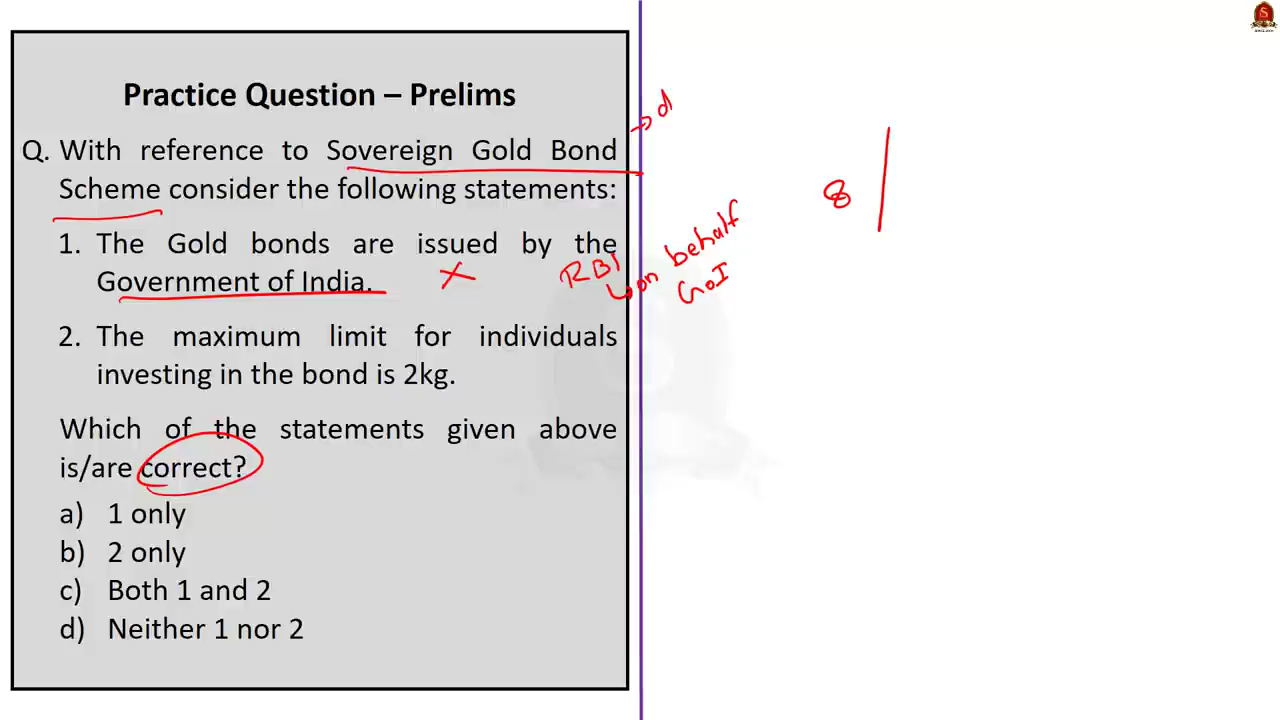 Practice Question – Prelims
Q. With reference to Sovereign Gold Bond
Scheme consider the following statements:
1. The Gold bonds are issued by the
Government of India.
2. The maximum limit for individuals
investing in the bond is 2kg.
Which of the statements given above
is/are correct?
a) 1 only
b) 2 only
c) Both 1 and 2
d) Neither 1 nor 2
→ d
RBI
on behalf
GoI
8